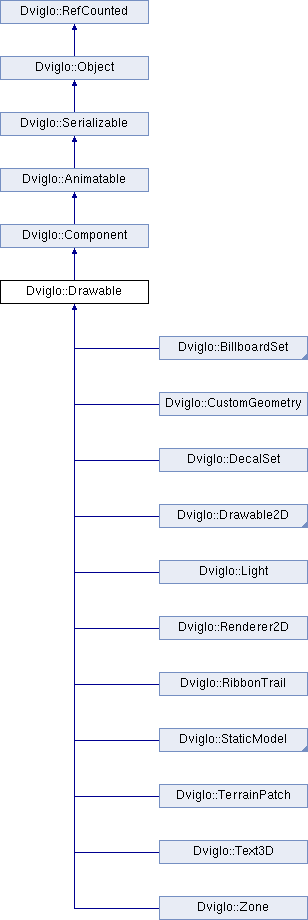 Dviglo::RefCounted
Dviglo::Object
Dviglo::Serializable
Dviglo::Animatable
Dviglo::Component
Dviglo::Drawable
Dviglo::BillboardSet
Dviglo::CustomGeometry
Dviglo::DecalSet
Dviglo::Drawable2D
Dviglo::Light
Dviglo::Renderer2D
Dviglo::RibbonTrail
Dviglo::StaticModel
Dviglo::TerrainPatch
Dviglo::Text3D
Dviglo::Zone